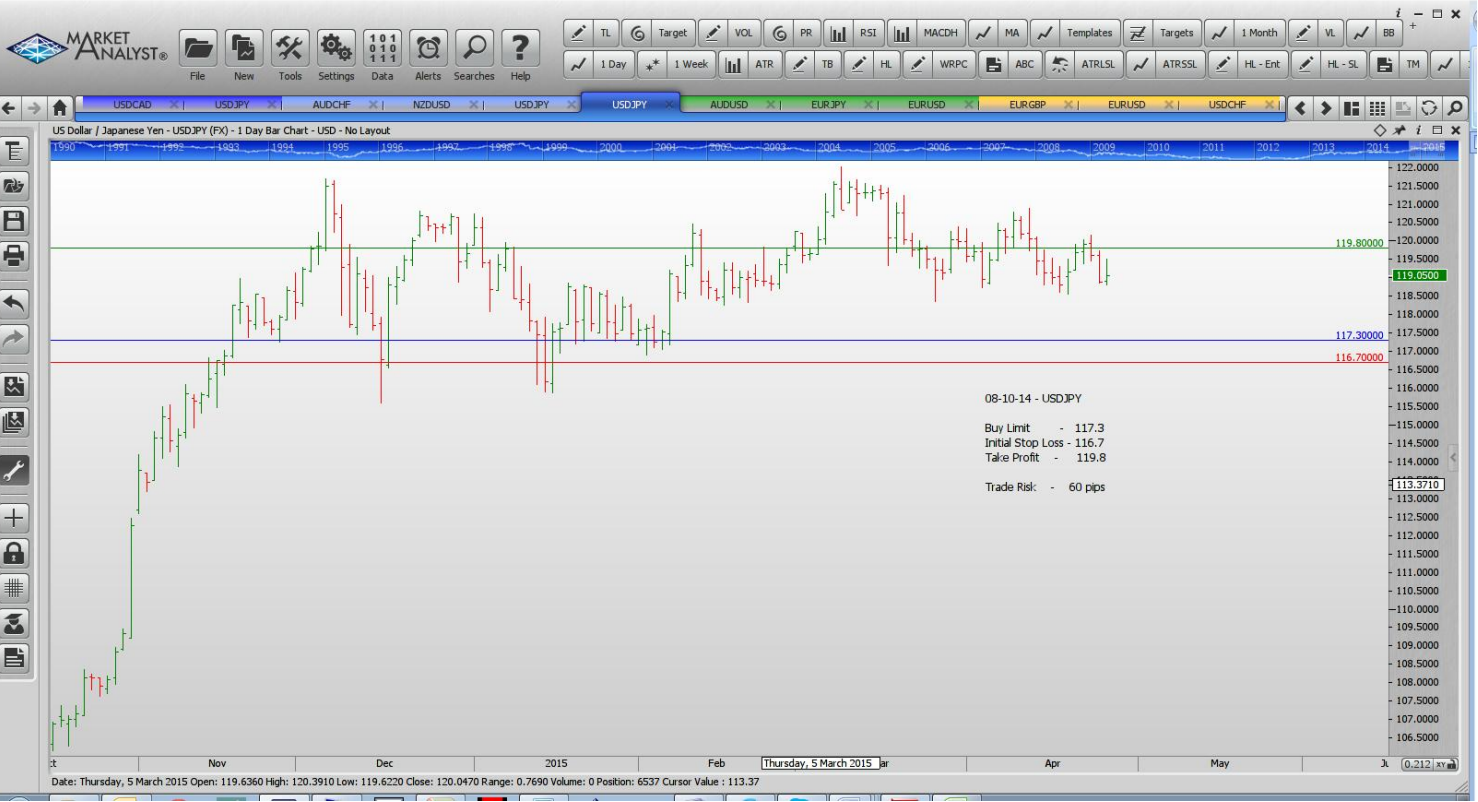 MARKET ANALYST®
File New Tools Settings Data Alerts Searches Help
TL Target VOL PR RSI MACDH MA Templates Targets 1 Month VL BB
1 Day 1 Week ATR TB HL WRPC ABC ATRLSL ATRSSL HL - Ent HL - SL TM
USDCAD USDJPY AUDCHF NZDUSD USDJPY USDJPY AUDUSD EURJPY EURUSD EURGBP EURUSD USDCHF
US Dollar / Japanese Yen - USDJPY (FX) - 1 Day Bar Chart - USD - No Layout
1990 1991 1992 1993 1994 1995 1996 1997 1998 1999 2000 2001 2002 2003 2004 2005 2006 2007 2008 2009 2010 2011 2012 2013 2014 2015
122.0000
121.5000
121.0000
120.5000
120.0000
119.80000
119.5000
119.0500
118.5000
118.0000
117.5000
117.30000
117.0000
116.70000
116.5000
116.0000
115.5000
115.0000
114.5000
114.0000
113.3710
113.0000
112.5000
112.0000
111.5000
111.0000
110.5000
110.0000
109.5000
109.0000
108.5000
108.0000
107.5000
107.0000
106.5000
08-10-14 - USDJPY
Buy Limit - 117.3
Initial Stop Loss - 116.7
Take Profit - 119.8
Trade Risk - 60 pips
Nov Dec 2015 Feb Thursday, 5 March 2015 ar Apr May
0.212 XY
Date: Thursday, 5 March 2015 Open: 119.6360 High: 120.3910 Low: 119.6220 Close: 120.0470 Range: 0.7690 Volume: 0 Position: 6537 Cursor Value : 113.37